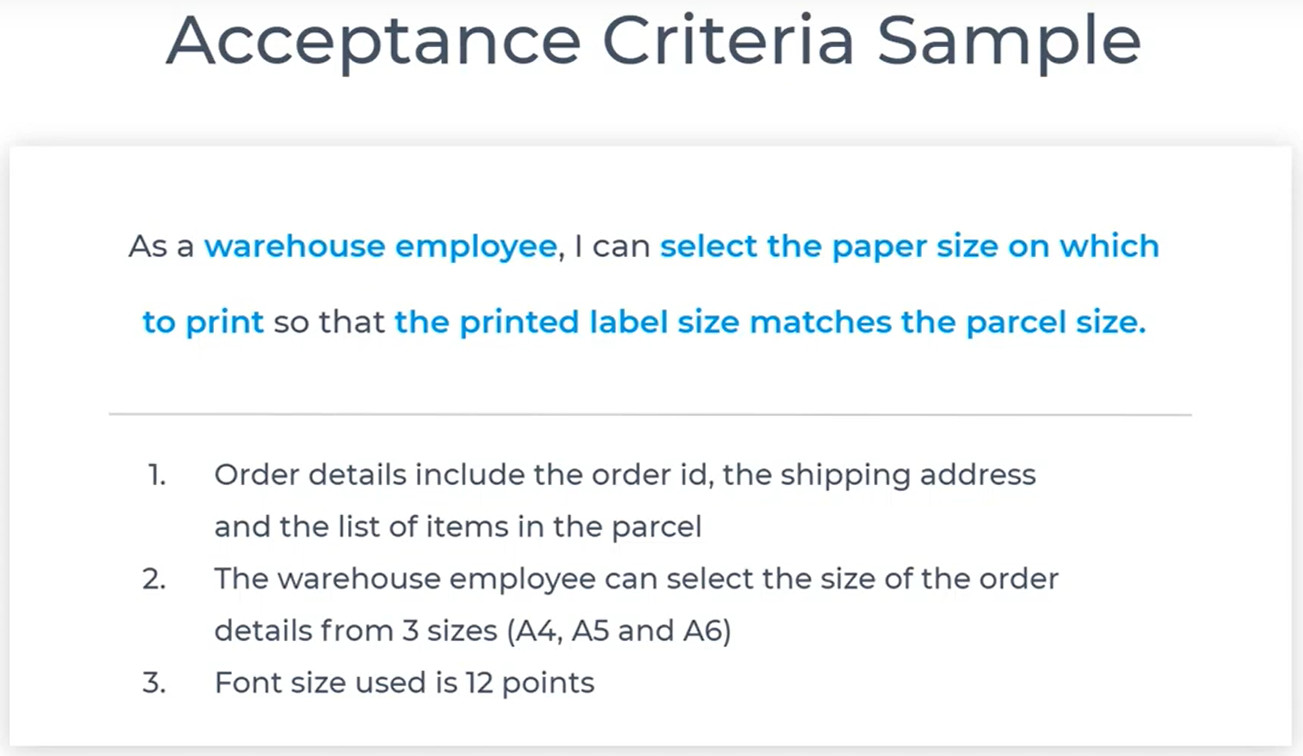 Acceptance Criteria Sample
As a warehouse employee, I can select the paper size on which
to print so that the printed label size matches the parcel size.
1. Order details include the order id, the shipping address
and the list of items in the parcel
2. The warehouse employee can select the size of the order
details from 3 sizes (A4, A5 and A6)
3. Font size used is 12 points